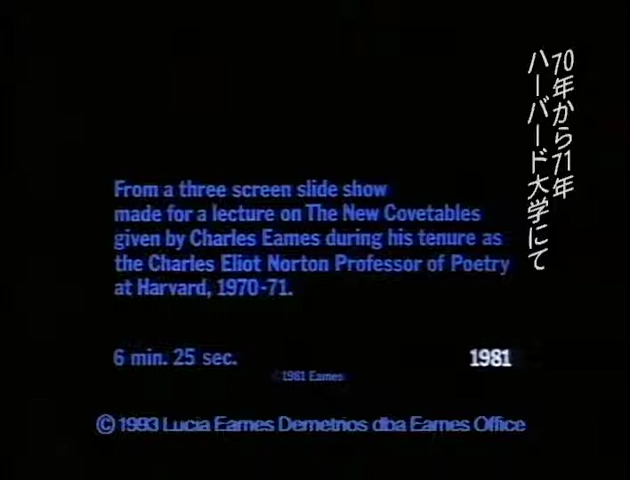 70年から71年
ハーバード大学にて
From a three screen slide show
made for a lecture on The New Covetables
given by Charles Eames during his tenure as
the Charles Eliot Norton Professor of Poetry
at Harvard, 1970-71.
6 min. 25 sec.
1981
©1981 Eames
© 1993 Lucia Eames Demetrios dba Eames Office